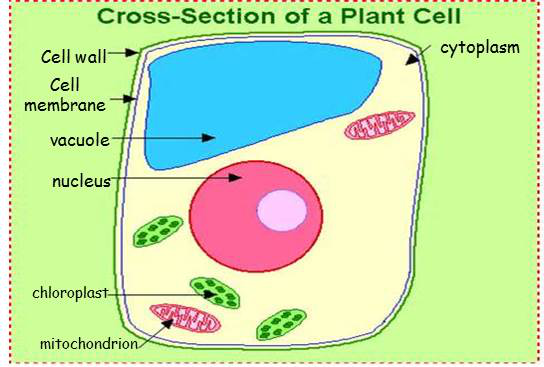 Cross-Section of a Plant Cell
Cell wall
cytoplasm
Cell
membrane
vacuole
nucleus
chloroplast
mitochondrion